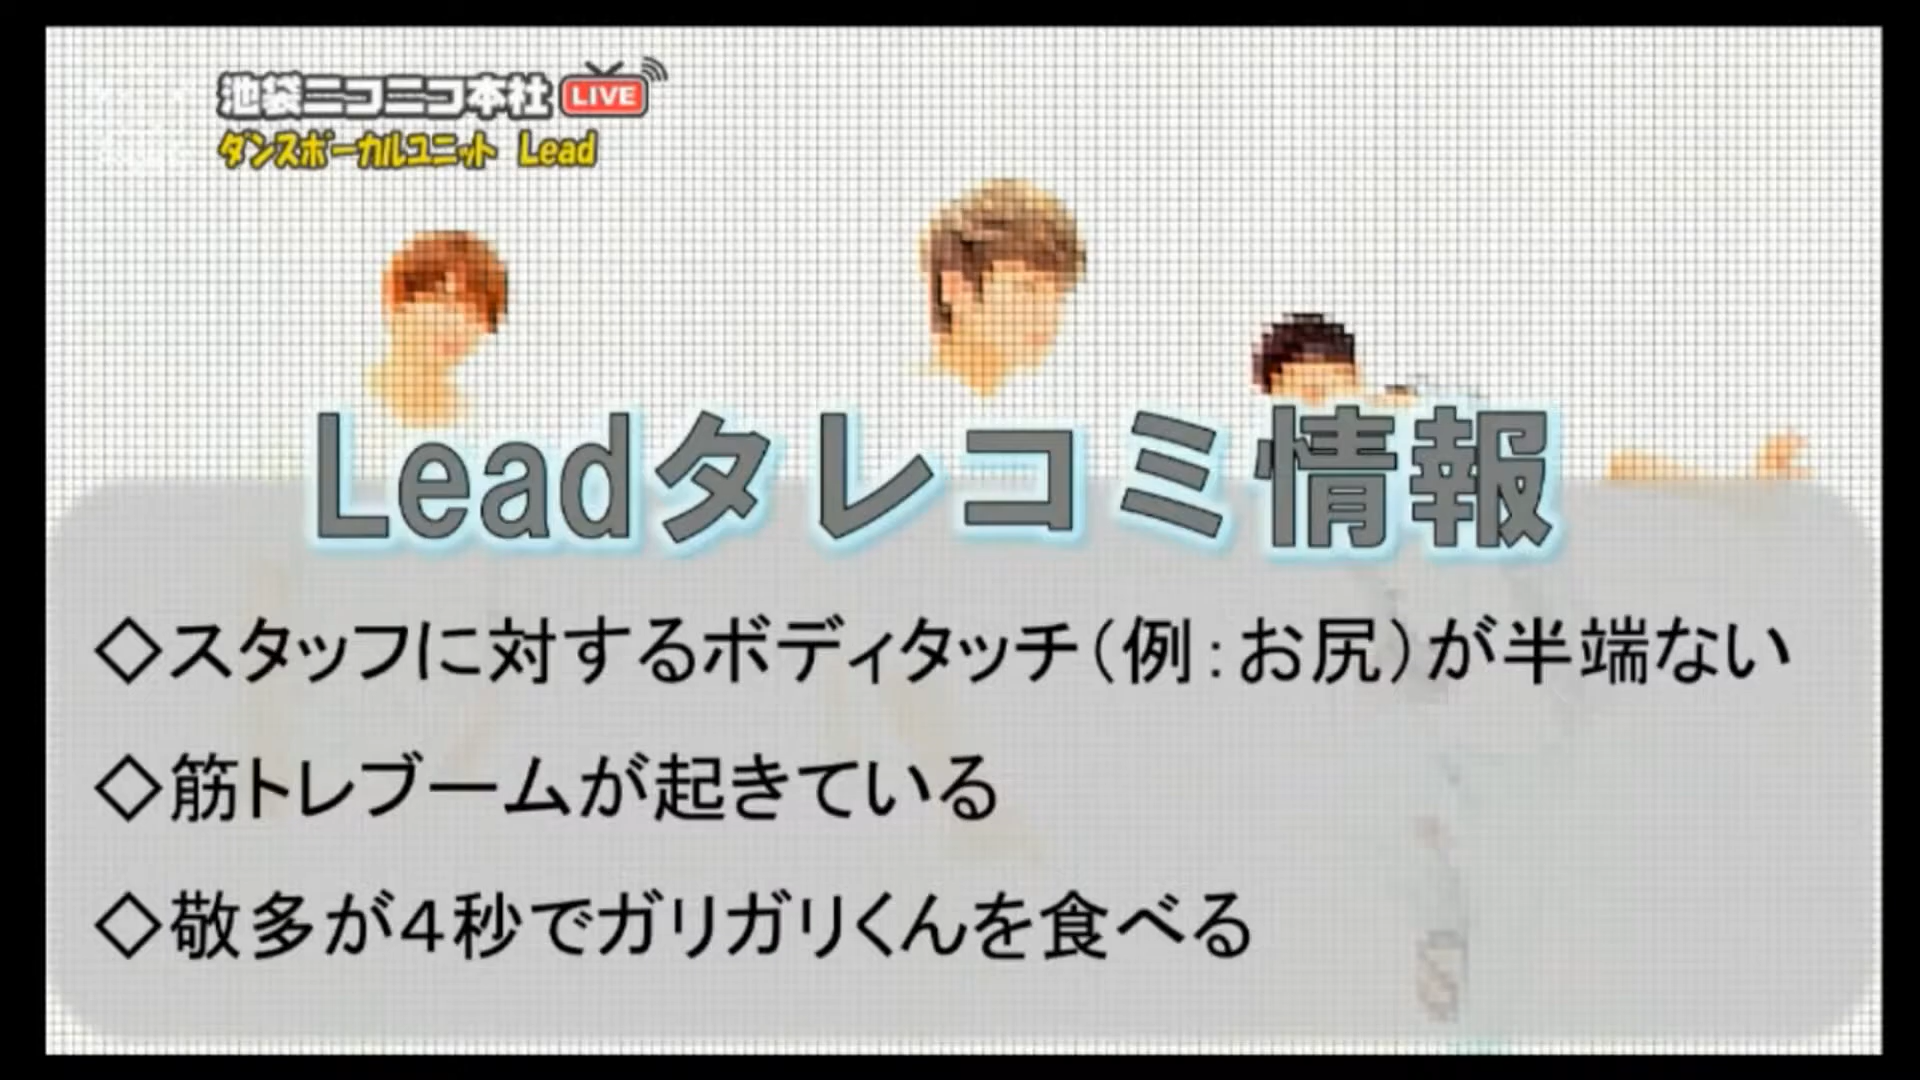 池袋ニコニコ本社 LIVE
ダンスボーカルユニット Lead
Leadタレコミ情報
◇スタッフに対するボディタッチ（例：お尻）が半端ない
◇筋トレブームが起きている
◇敬多が４秒でガリガリくんを食べる